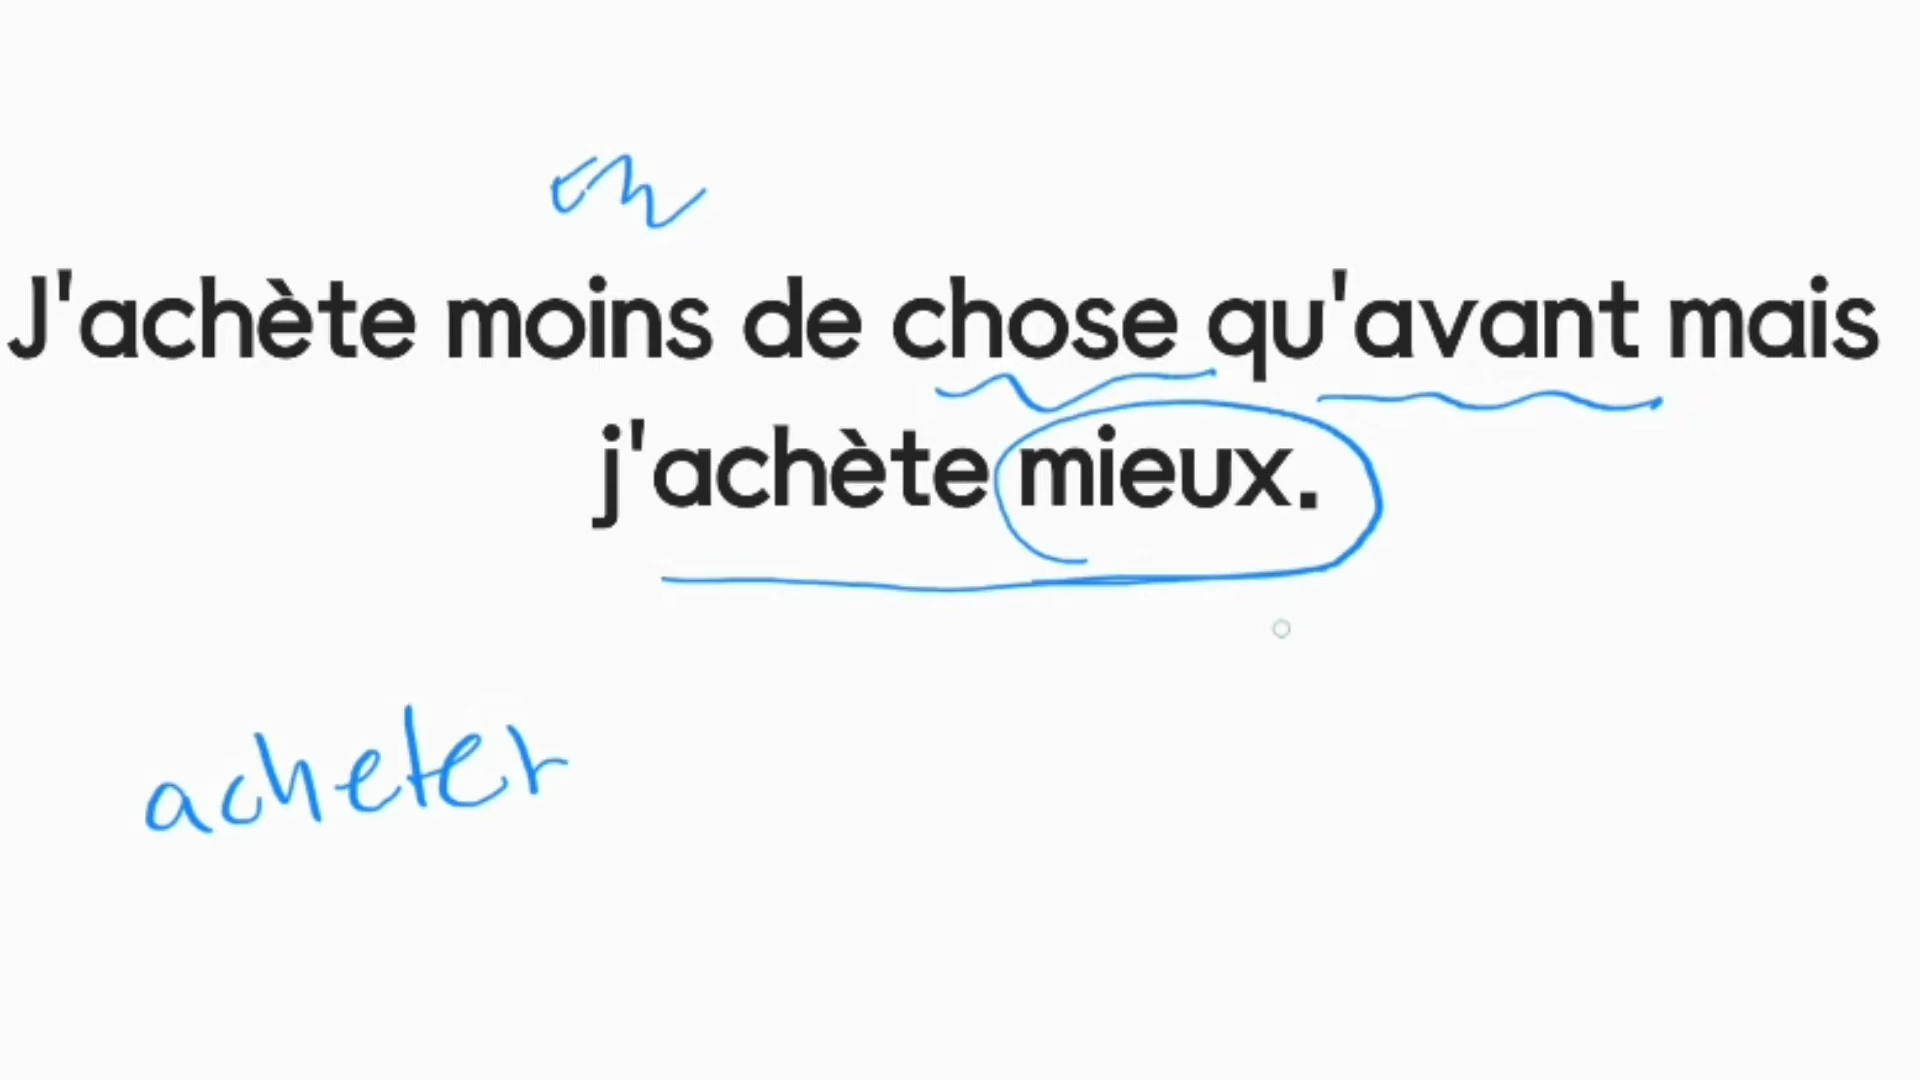 J'achète moins de chose qu'avant mais
j'achète mieux.
acheter